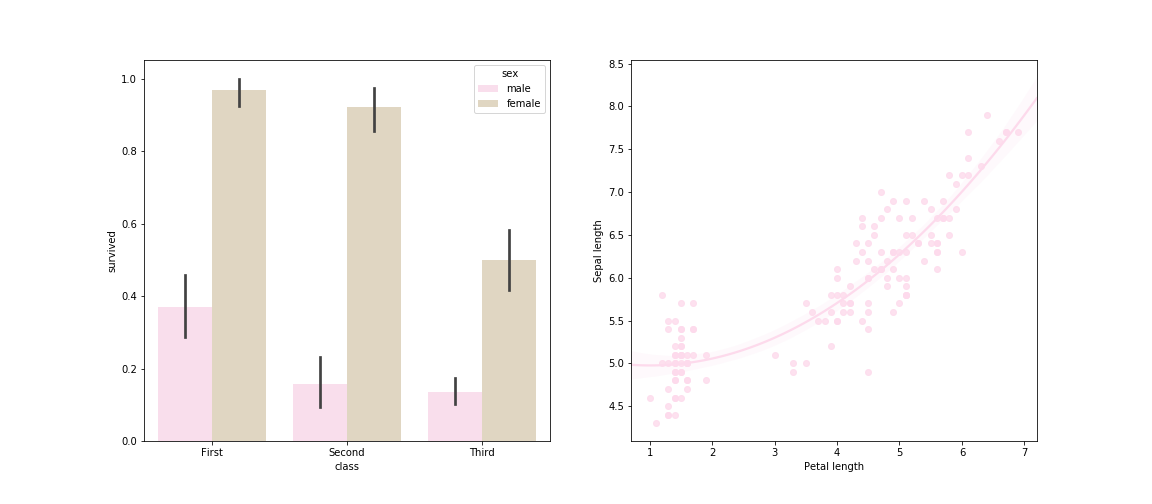 1.0
0.8
0.6
0.4
0.2
0.0
survived
sex
male
female
First Second Third
class
8.5
8.0
7.5
7.0
6.5
6.0
5.5
5.0
4.5
Sepal length
1 2 3 4 5 6 7
Petal length